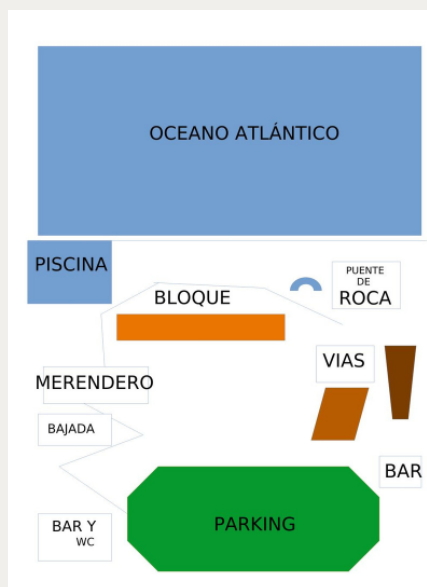 OCEANO ATLÁNTICO
PISCINA
PUENTE
DE
ROCA
BLOQUE
VIAS
MERENDERO
BAJADA
BAR
PARKING
BAR Y
WC